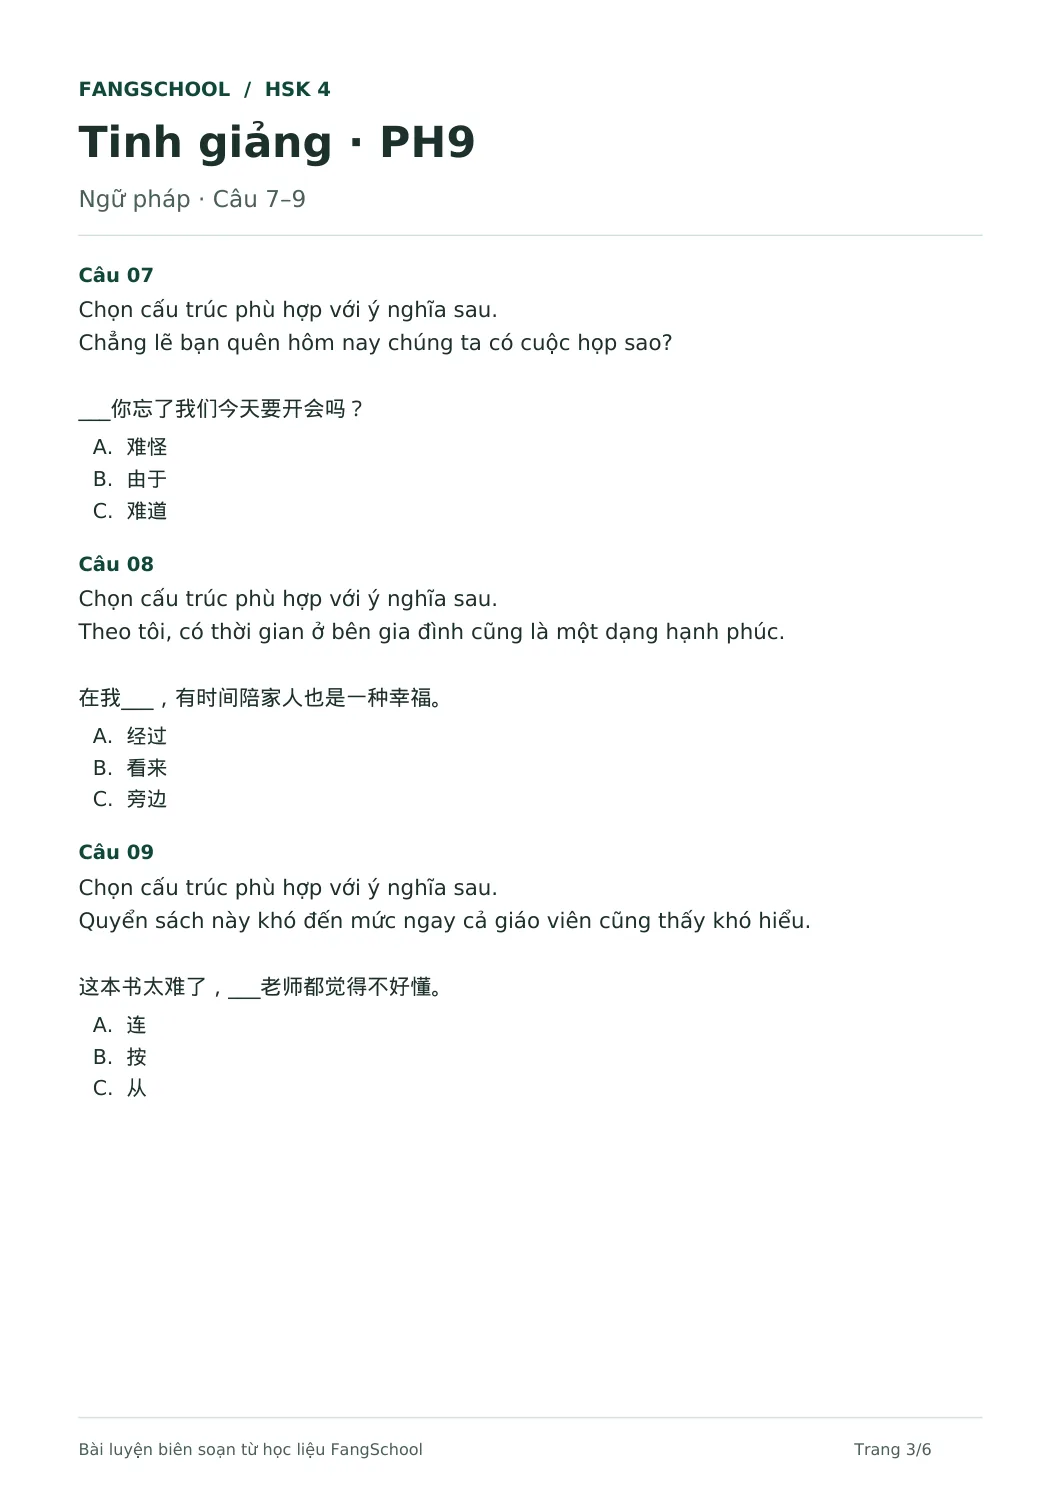 FANGSCHOOL / HSK 4
Tinh giảng · PH9
Ngữ pháp · Câu 7–9
Câu 07
Chọn cấu trúc phù hợp với ý nghĩa sau.
Chẳng lẽ bạn quên hôm nay chúng ta có cuộc họp sao?
___你忘了我们今天要开会吗？
A. 难怪
B. 由于
C. 难道
Câu 08
Chọn cấu trúc phù hợp với ý nghĩa sau.
Theo tôi, có thời gian ở bên gia đình cũng là một dạng hạnh phúc.
在我___，有时间陪家人也是一种幸福。
A. 经过
B. 看来
C. 旁边
Câu 09
Chọn cấu trúc phù hợp với ý nghĩa sau.
Quyển sách này khó đến mức ngay cả giáo viên cũng thấy khó hiểu.
这本书太难了，___老师都觉得不好懂。
A. 连
B. 按
C. 从
Bài luyện biên soạn từ học liệu FangSchool
Trang 3/6